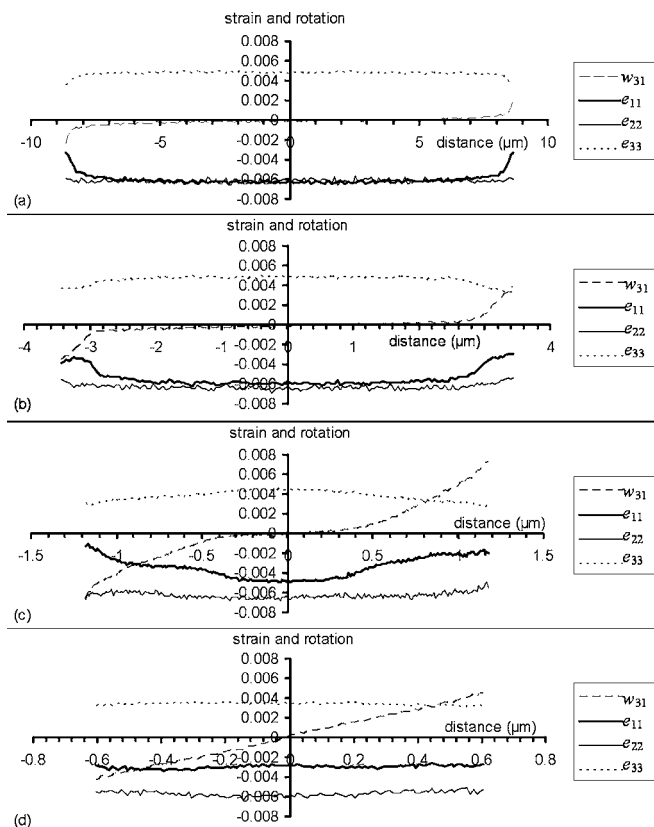 strain and rotation
0.008
0.006
0.004
0.002
0
-0.002
-0.004
-0.006
-0.008
-10 -5 0 5 10
distance (µm)
w31
e11
e22
e33
(a)
strain and rotation
0.008
0.006
0.004
0.002
0
-0.002
-0.004
-0.006
-0.008
-4 -3 -2 -1 0 1 2 3 4
distance (µm)
w31
e11
e22
e33
(b)
strain and rotation
0.008
0.006
0.004
0.002
0
-0.002
-0.004
-0.006
-0.008
-1.5 -1 -0.5 0 0.5 1 1.5
distance (µm)
w31
e11
e22
e33
(c)
strain and rotation
0.008
0.006
0.004
0.002
0
-0.002
-0.004
-0.006
-0.008
-0.8 -0.6 -0.4 -0.2 0 0.2 0.4 0.6 0.8
distance (µm)
w31
e11
e22
e33
(d)